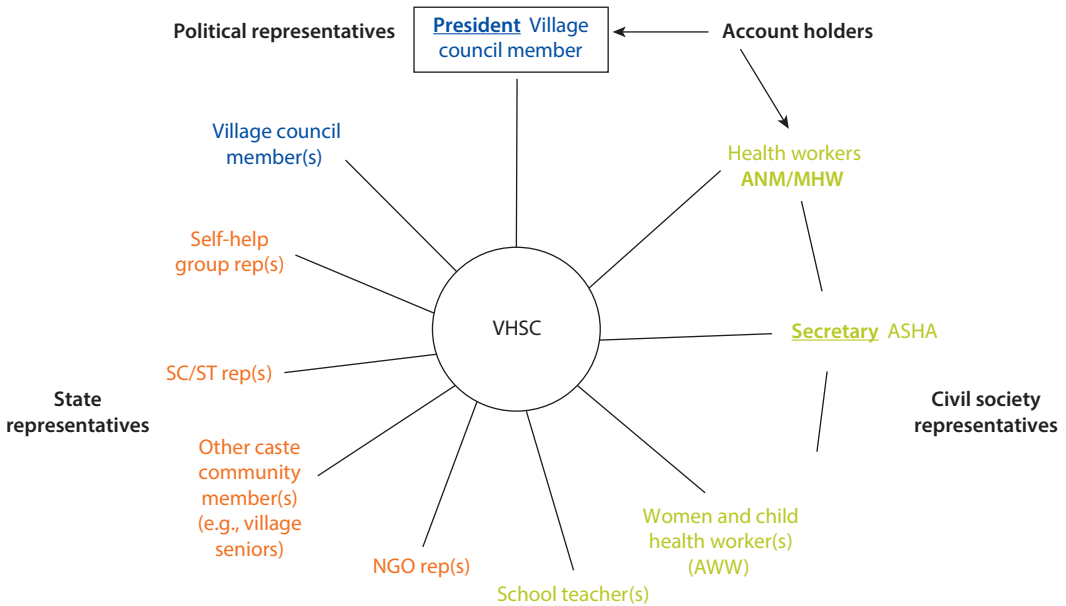 Political representatives
President Village
council member
Account holders
Village council
member(s)
Health workers
ANM/MHW
Self-help
group rep(s)
VHSC
Secretary ASHA
SC/ST rep(s)
State
representatives
Civil society
representatives
Other caste
community
member(s)
(e.g., village
seniors)
NGO rep(s)
School teacher(s)
Women and child
health worker(s)
(AWW)